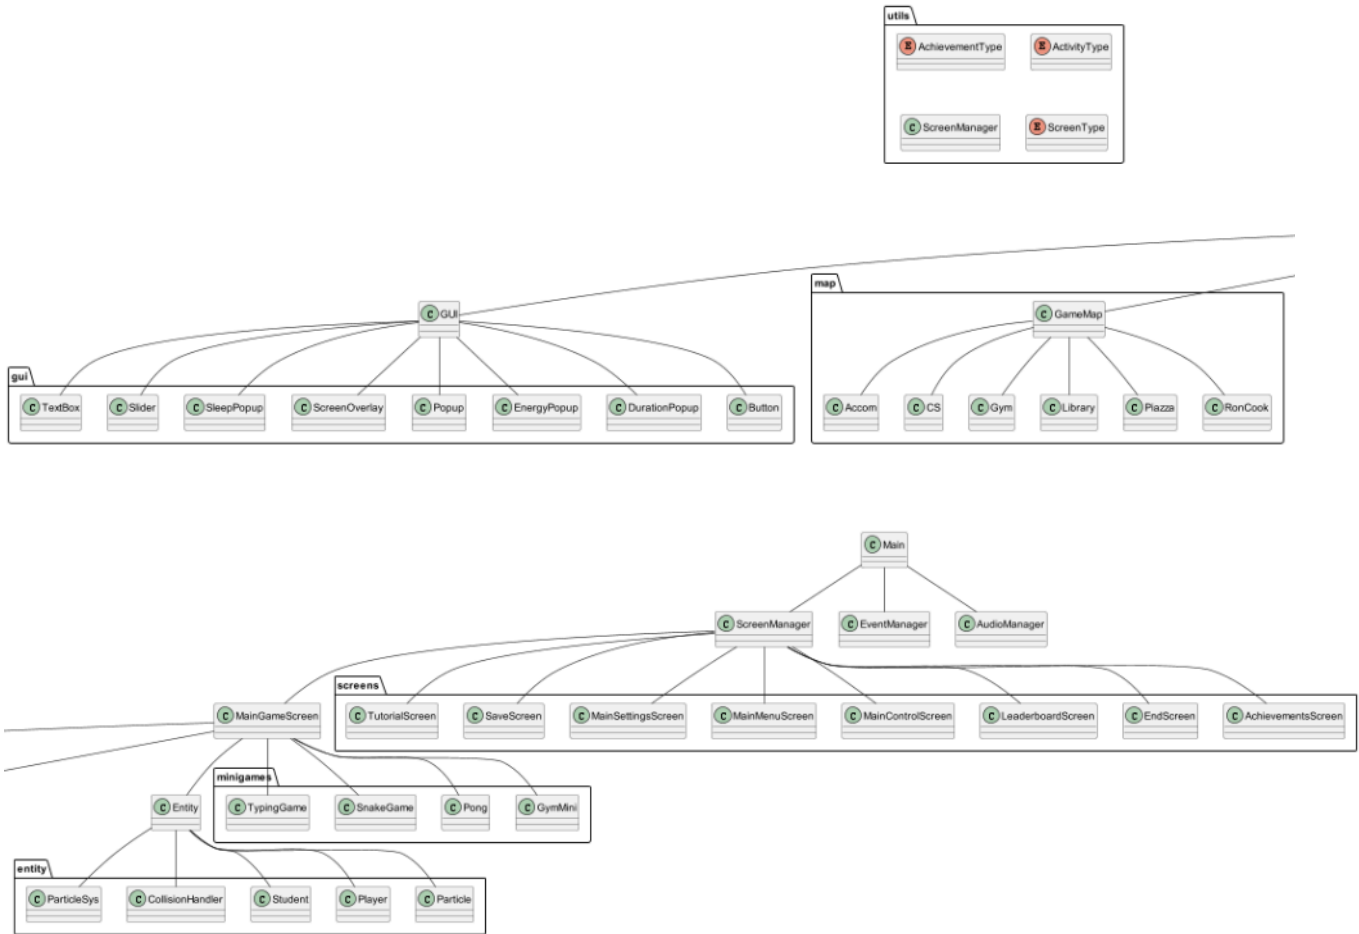 utils
E AchievementType
E ActivityType
C ScreenManager
E ScreenType
C GUI
gui
C TextBox
C Slider
C SleepPopup
C ScreenOverlay
C Popup
C EnergyPopup
C DurationPopup
C Button
map
C GameMap
C Accom
C CS
C Gym
C Library
C Piazza
C RonCook
C Main
C ScreenManager
C EventManager
C AudioManager
screens
C MainGameScreen
C TutorialScreen
C SaveScreen
C MainSettingsScreen
C MainMenuScreen
C MainControlScreen
C LeaderboardScreen
C EndScreen
C AchievementsScreen
minigames
C Entity
C TypingGame
C SnakeGame
C Pong
C GymMini
entity
C ParticleSys
C CollisionHandler
C Student
C Player
C Particle